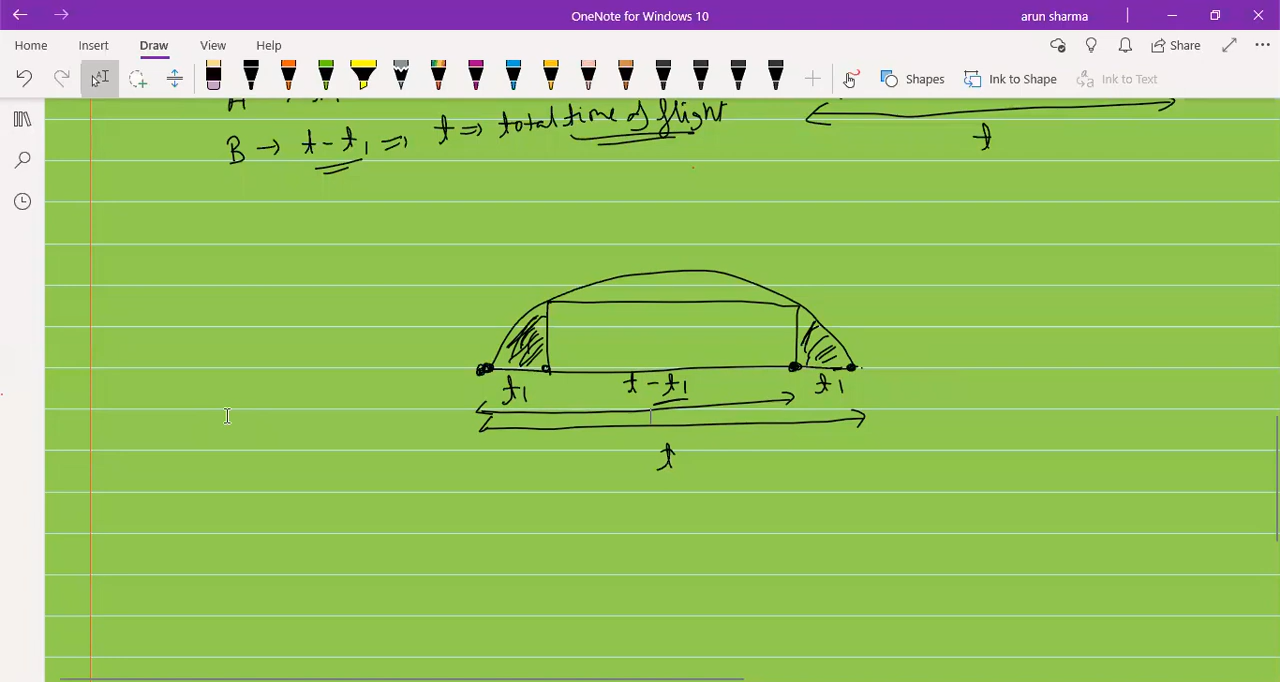 OneNote for Windows 10
arun sharma
Home Insert Draw View Help
Share
Shapes Ink to Shape Ink to Text
B → t - t1 ⇒ t ⇒ total time of flight
t
t1 t - t1 t1
t